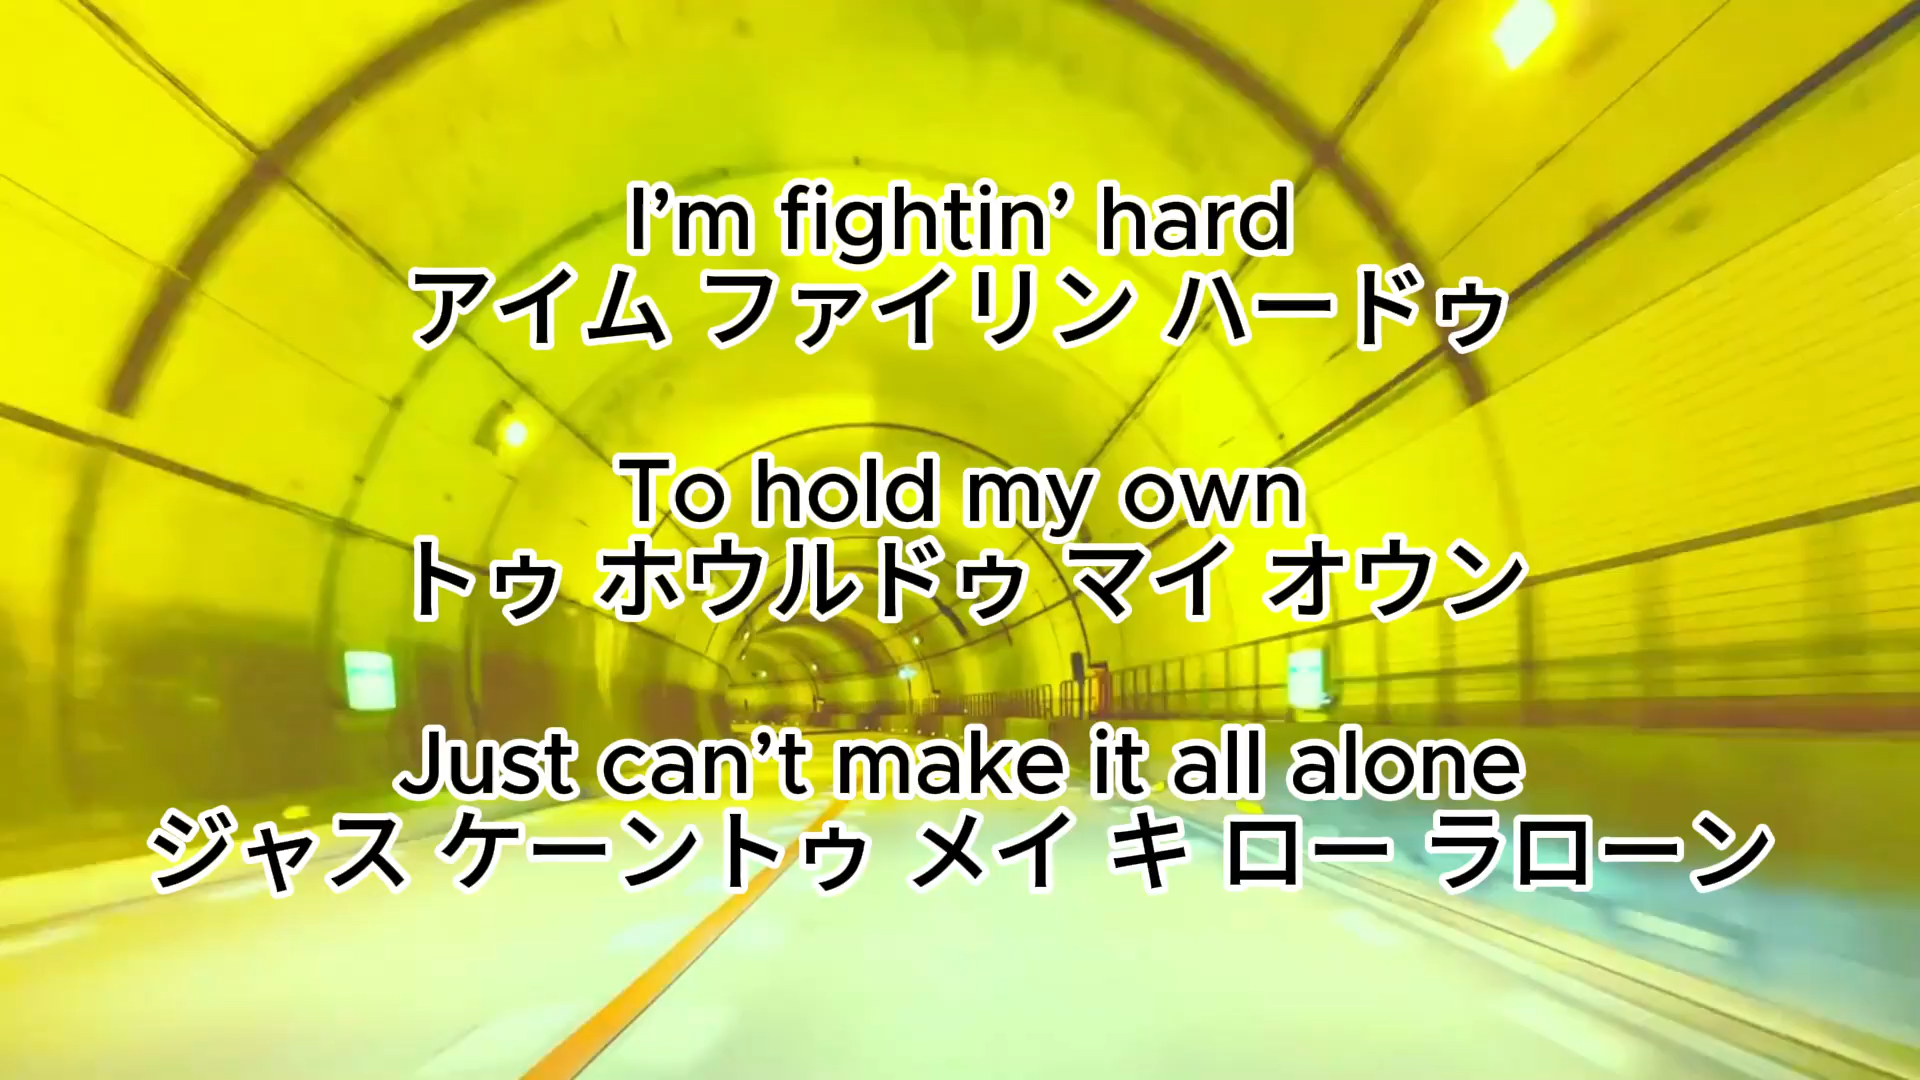 I’m fightin’ hard
アイム ファイリン ハードゥ
To hold my own
トゥ ホウルドゥ マイ オウン
Just can’t make it all alone
ジャス ケーントゥ メイ キ ロー ラローン